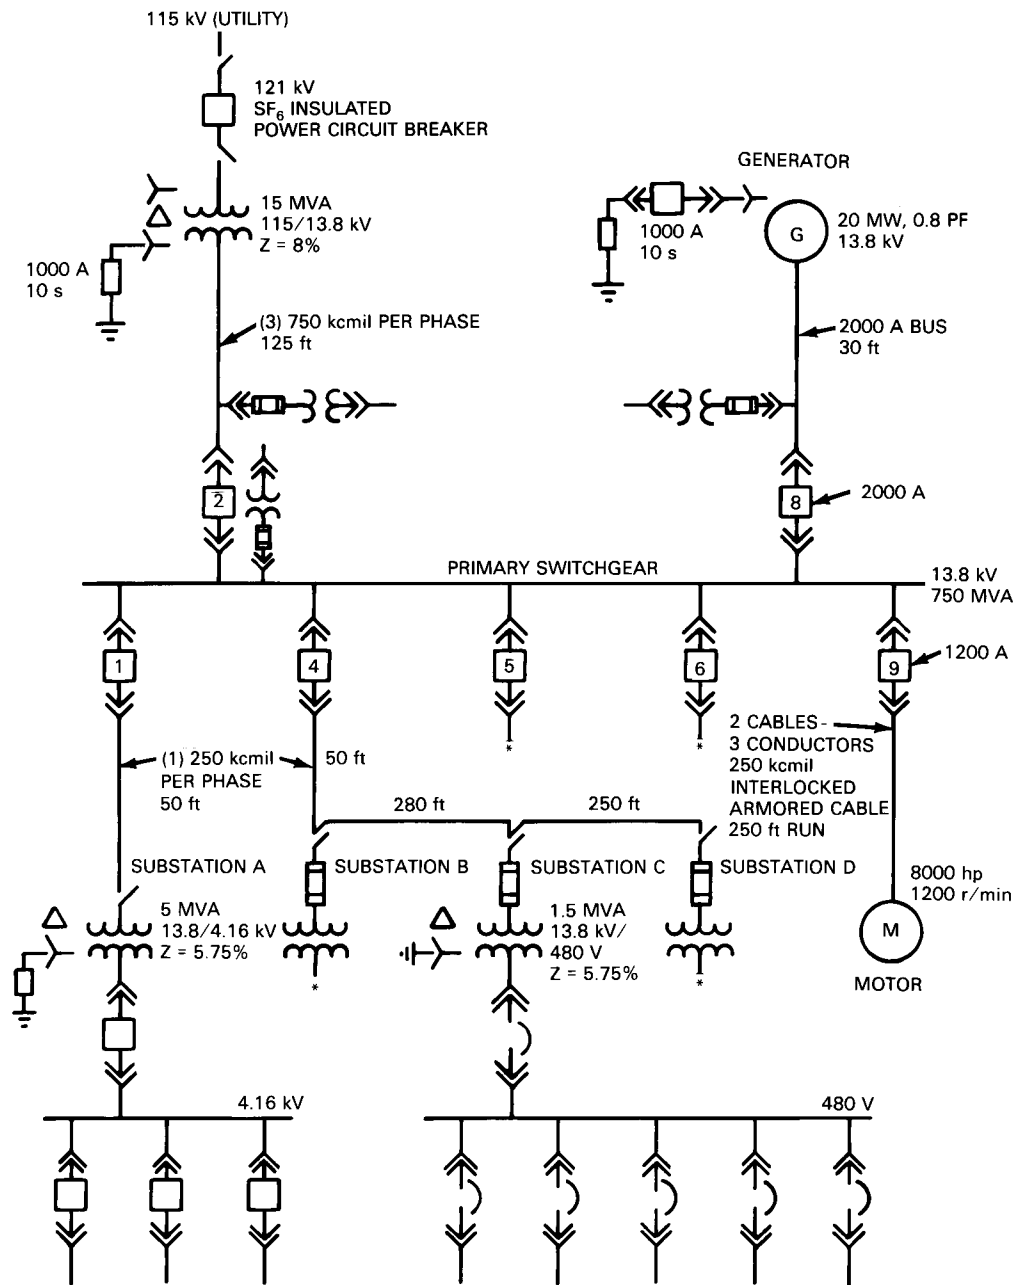 115 kV (UTILITY)
121 kV
SF₆ INSULATED
POWER CIRCUIT BREAKER
15 MVA
115/13.8 kV
Z = 8%
1000 A
10 s
(3) 750 kcmil PER PHASE
125 ft
GENERATOR
G
20 MW, 0.8 PF
13.8 kV
1000 A
10 s
2000 A BUS
30 ft
2
8
2000 A
PRIMARY SWITCHGEAR
13.8 kV
750 MVA
1
4
5
6
9
1200 A
*
*
(1) 250 kcmil
PER PHASE
50 ft
50 ft
2 CABLES -
3 CONDUCTORS
250 kcmil
INTERLOCKED
ARMORED CABLE
250 ft RUN
280 ft
250 ft
SUBSTATION A
SUBSTATION B
SUBSTATION C
SUBSTATION D
5 MVA
13.8/4.16 kV
Z = 5.75%
*
1.5 MVA
13.8 kV/
480 V
Z = 5.75%
*
8000 hp
1200 r/min
M
MOTOR
4.16 kV
480 V